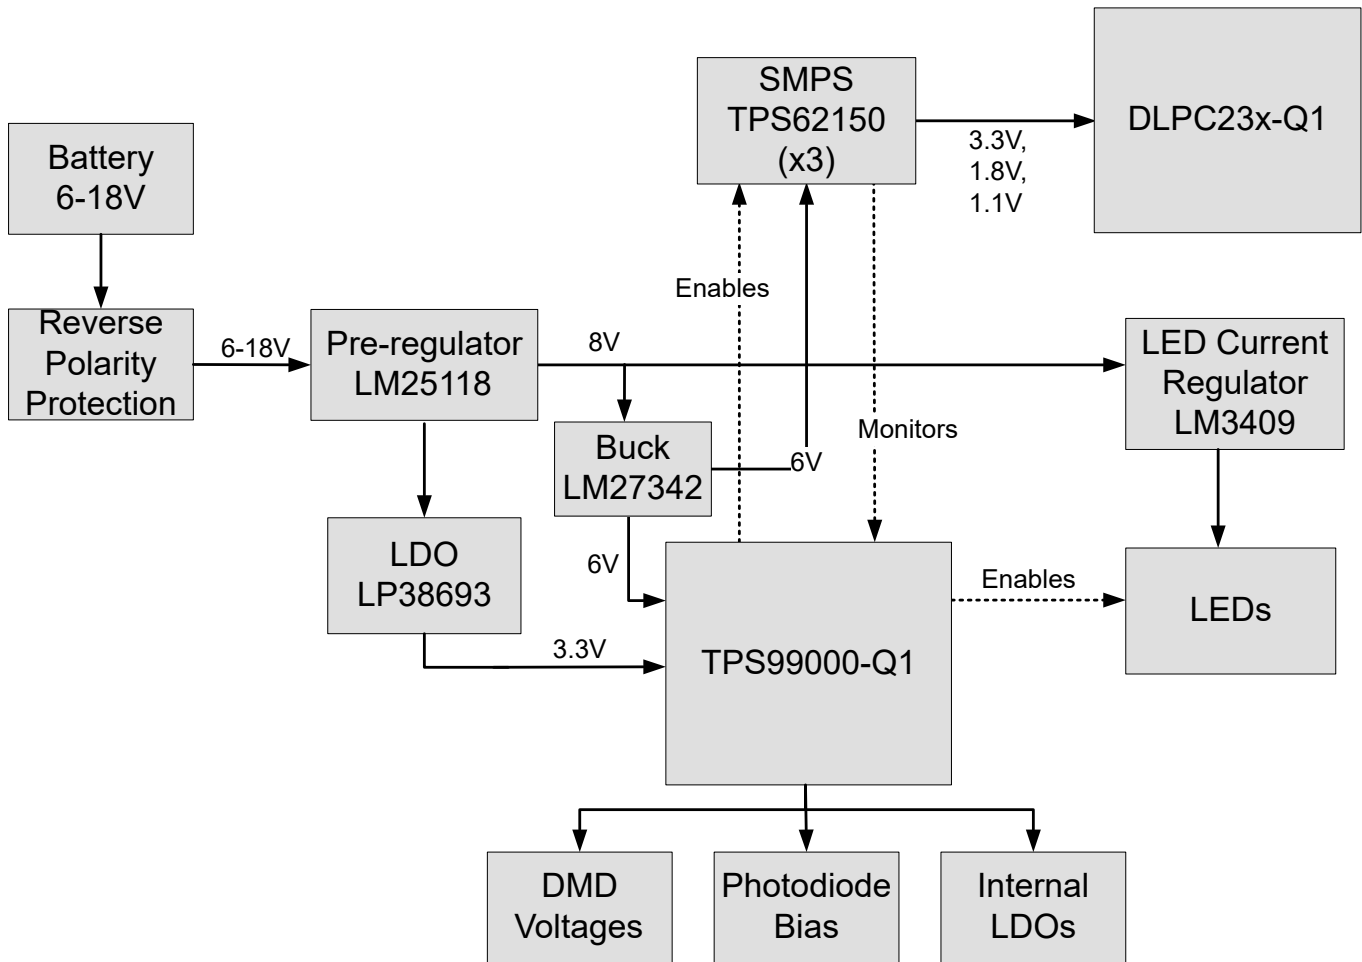 SMPS
TPS62150
(x3)
DLPC23x-Q1
3.3V,
1.8V,
1.1V
Battery
6-18V
Enables
Reverse
Polarity
Protection
6-18V
Pre-regulator
LM25118
8V
LED Current
Regulator
LM3409
Monitors
Buck
LM27342
6V
LDO
LP38693
6V
Enables
LEDs
3.3V
TPS99000-Q1
DMD
Voltages
Photodiode
Bias
Internal
LDOs